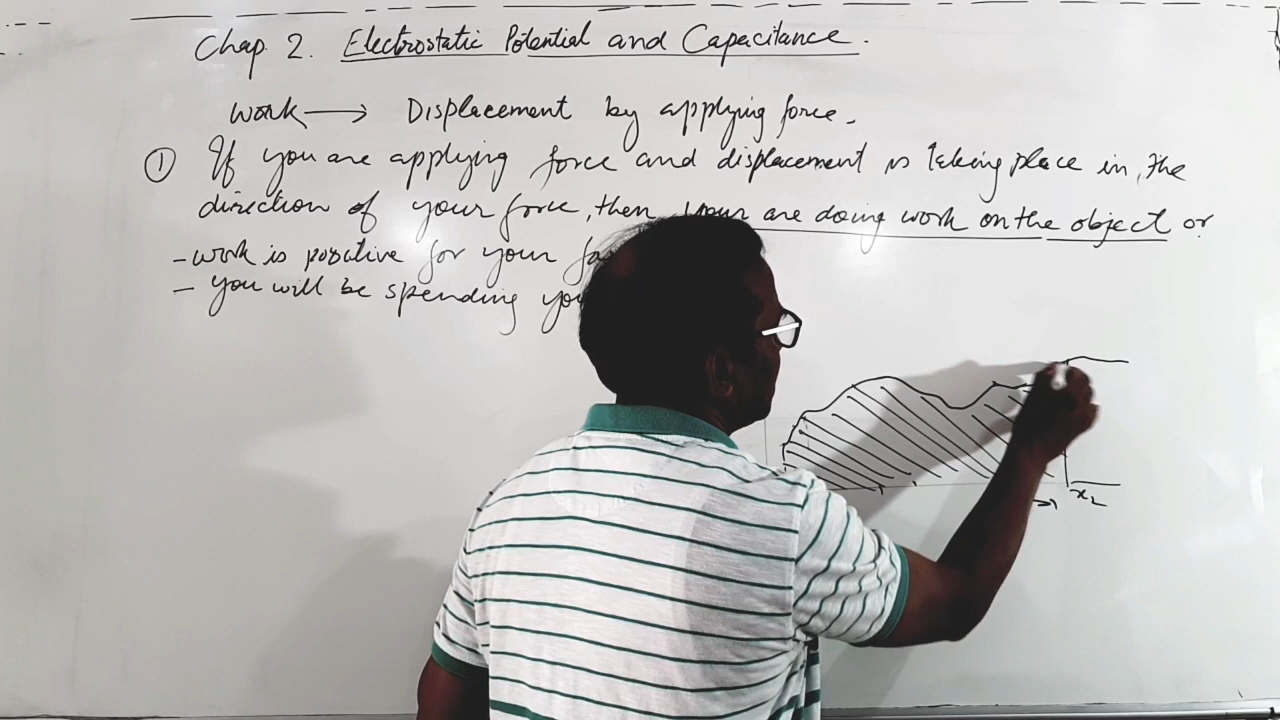 Chap 2. Electrostatic Potential and Capacitance.
work → Displacement by applying force.
① If you are applying force and displacement is taking place in the
direction of your force, then your are doing work on the object or
- work is positive for your
- you will be spending
x₂